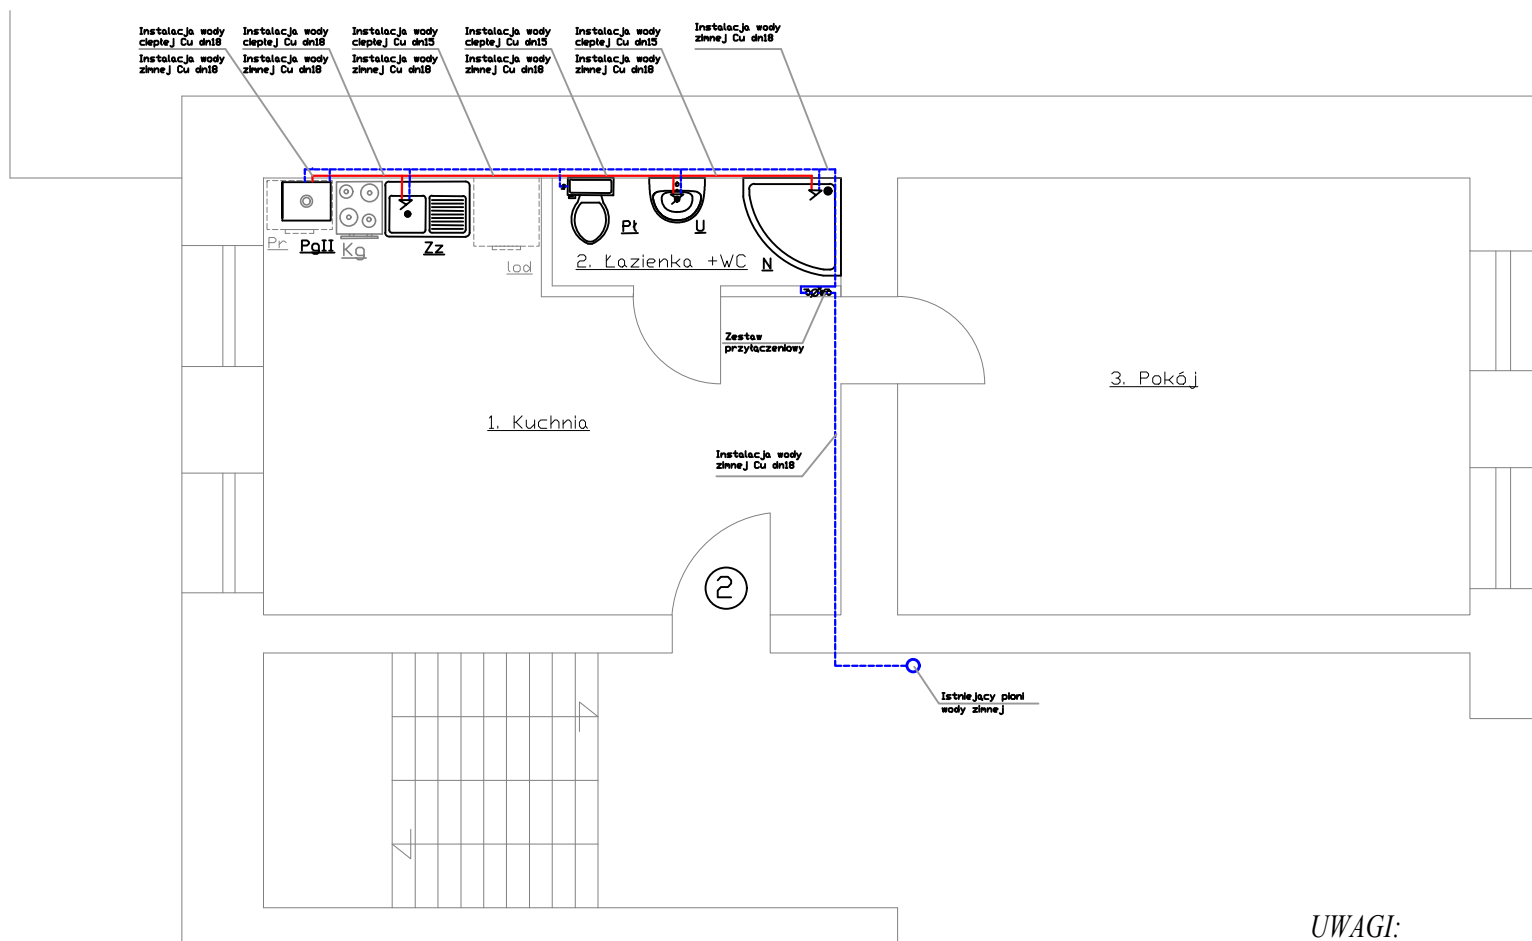 Instalacja wody
ciepłej Cu dn18
Instalacja wody
zimnej Cu dn18
Instalacja wody
ciepłej Cu dn18
Instalacja wody
zimnej Cu dn18
Instalacja wody
ciepłej Cu dn15
Instalacja wody
zimnej Cu dn18
Instalacja wody
ciepłej Cu dn15
Instalacja wody
zimnej Cu dn18
Instalacja wody
ciepłej Cu dn15
Instalacja wody
zimnej Cu dn18
Instalacja wody
zimnej Cu dn18
Pr
PgII
Kg
Zz
lod
Pł
U
2. Łazienka +WC
N
Zestaw
przyłączeniowy
3. Pokój
1. Kuchnia
Instalacja wody
zimnej Cu dn18
2
Istniejący pion
wody zimnej
UWAGI: